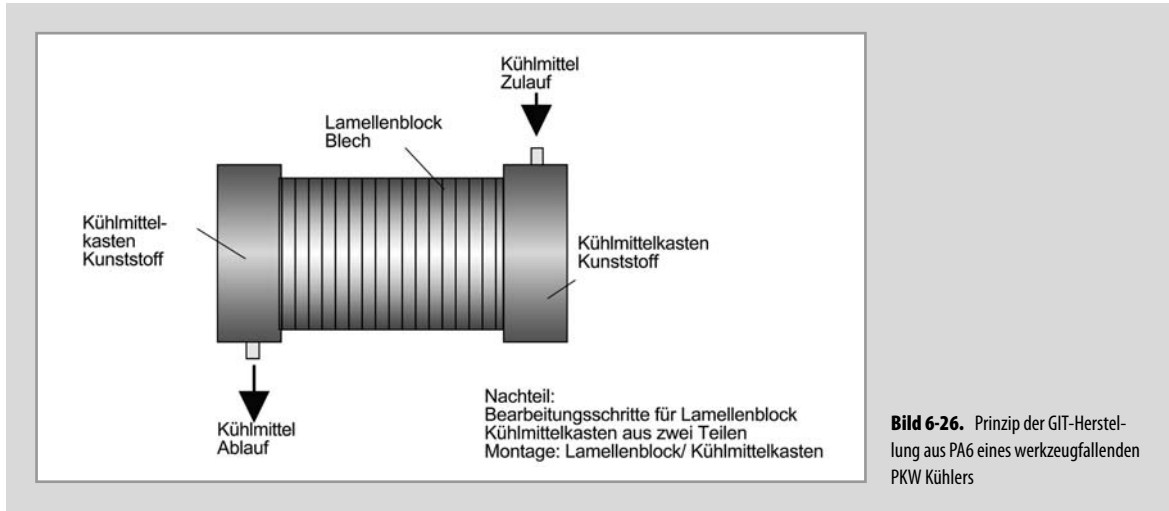 Kühlmittel
Zulauf
Lamellenblock
Blech
Kühlmittel-
kasten
Kunststoff
Kühlmittelkasten
Kunststoff
Kühlmittel
Ablauf
Nachteil:
Bearbeitungsschritte für Lamellenblock
Kühlmittelkasten aus zwei Teilen
Montage: Lamellenblock/ Kühlmittelkasten
Bild 6-26. Prinzip der GIT-Herstel-
lung aus PA6 eines werkzeugfallenden
PKW Kühlers